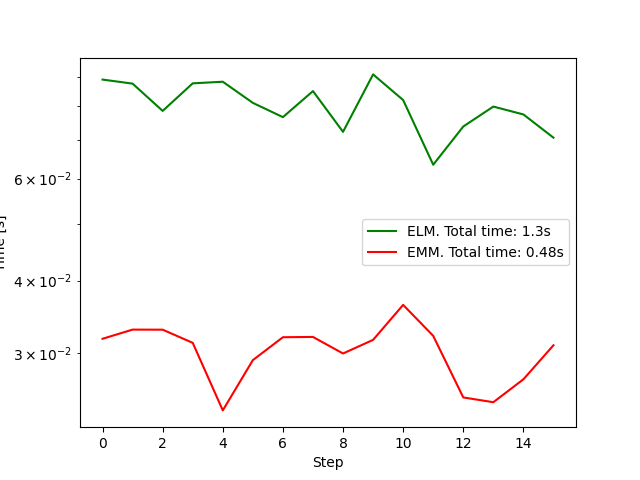 6 × 10⁻²
4 × 10⁻²
3 × 10⁻²
Time [s]
ELM. Total time: 1.3s
EMM. Total time: 0.48s
0 2 4 6 8 10 12 14
Step